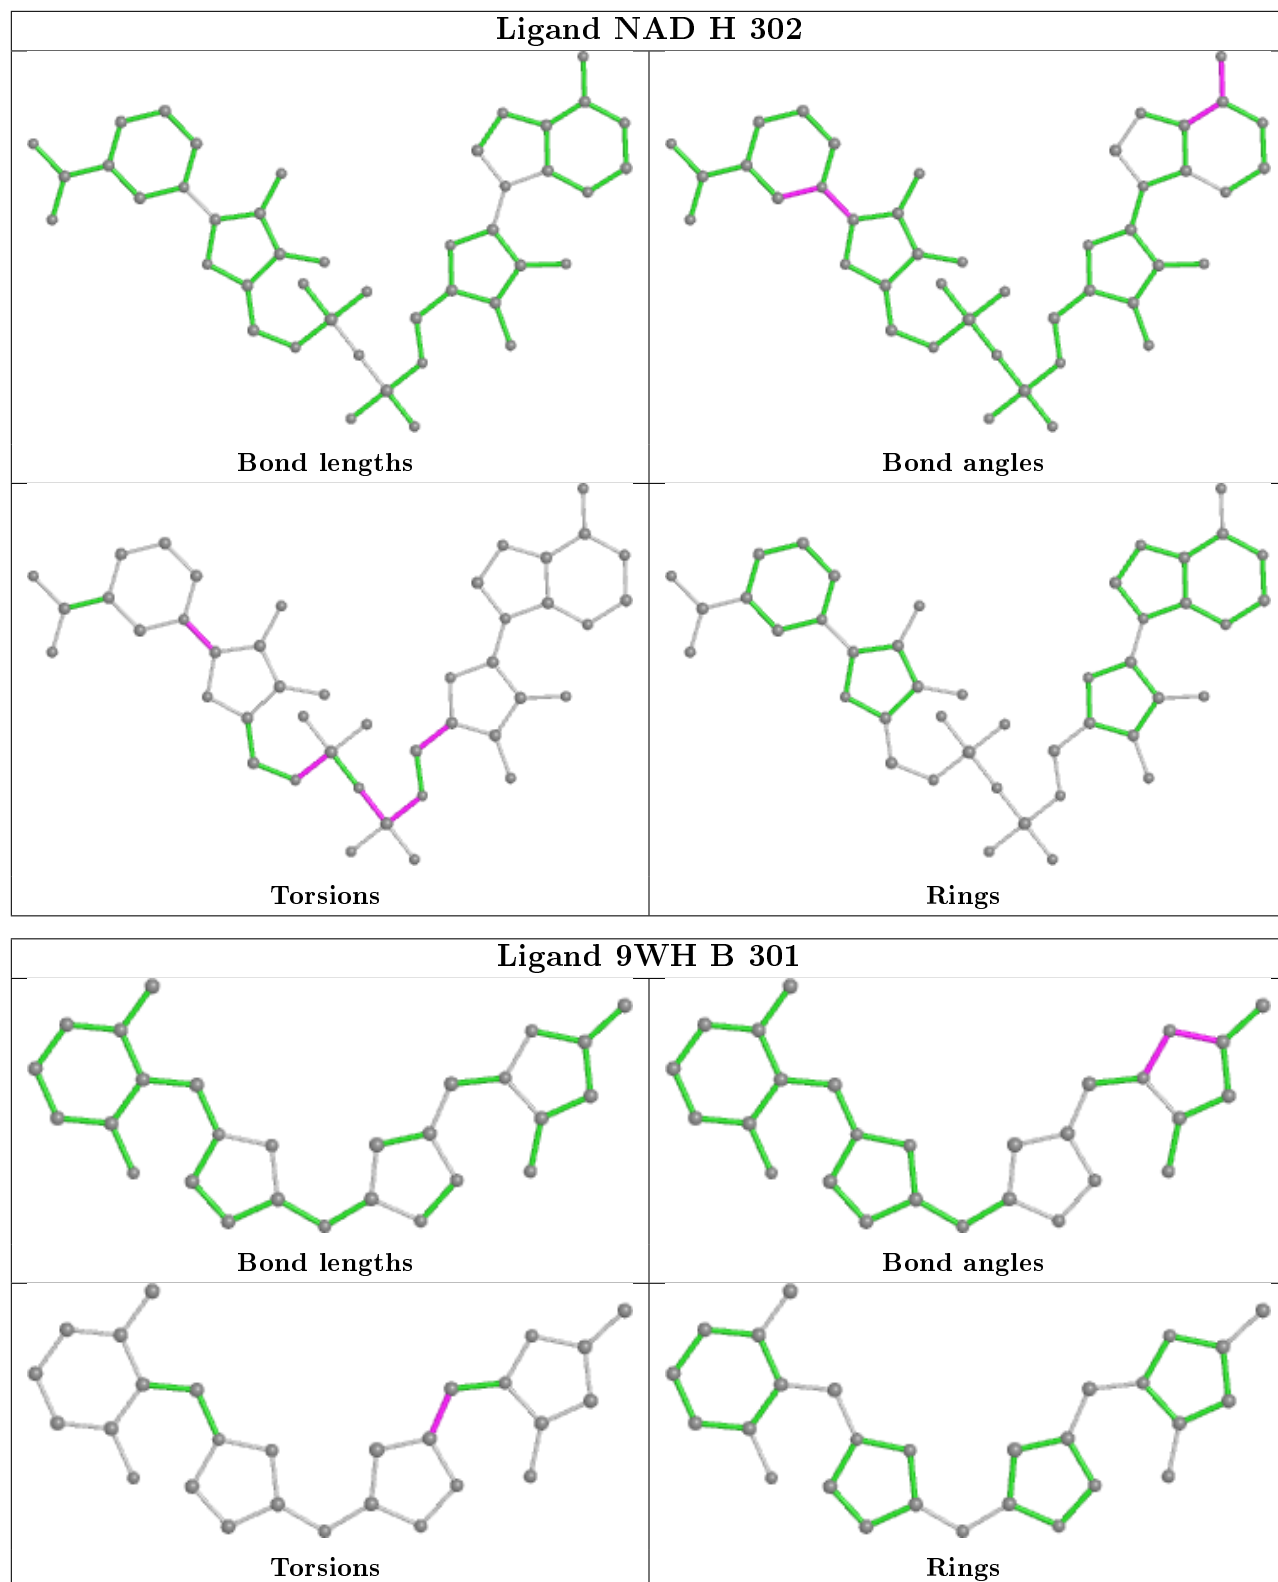 Ligand NAD H 302
Bond lengths
Bond angles
Torsions
Rings
Ligand 9WH B 301
Bond lengths
Bond angles
Torsions
Rings